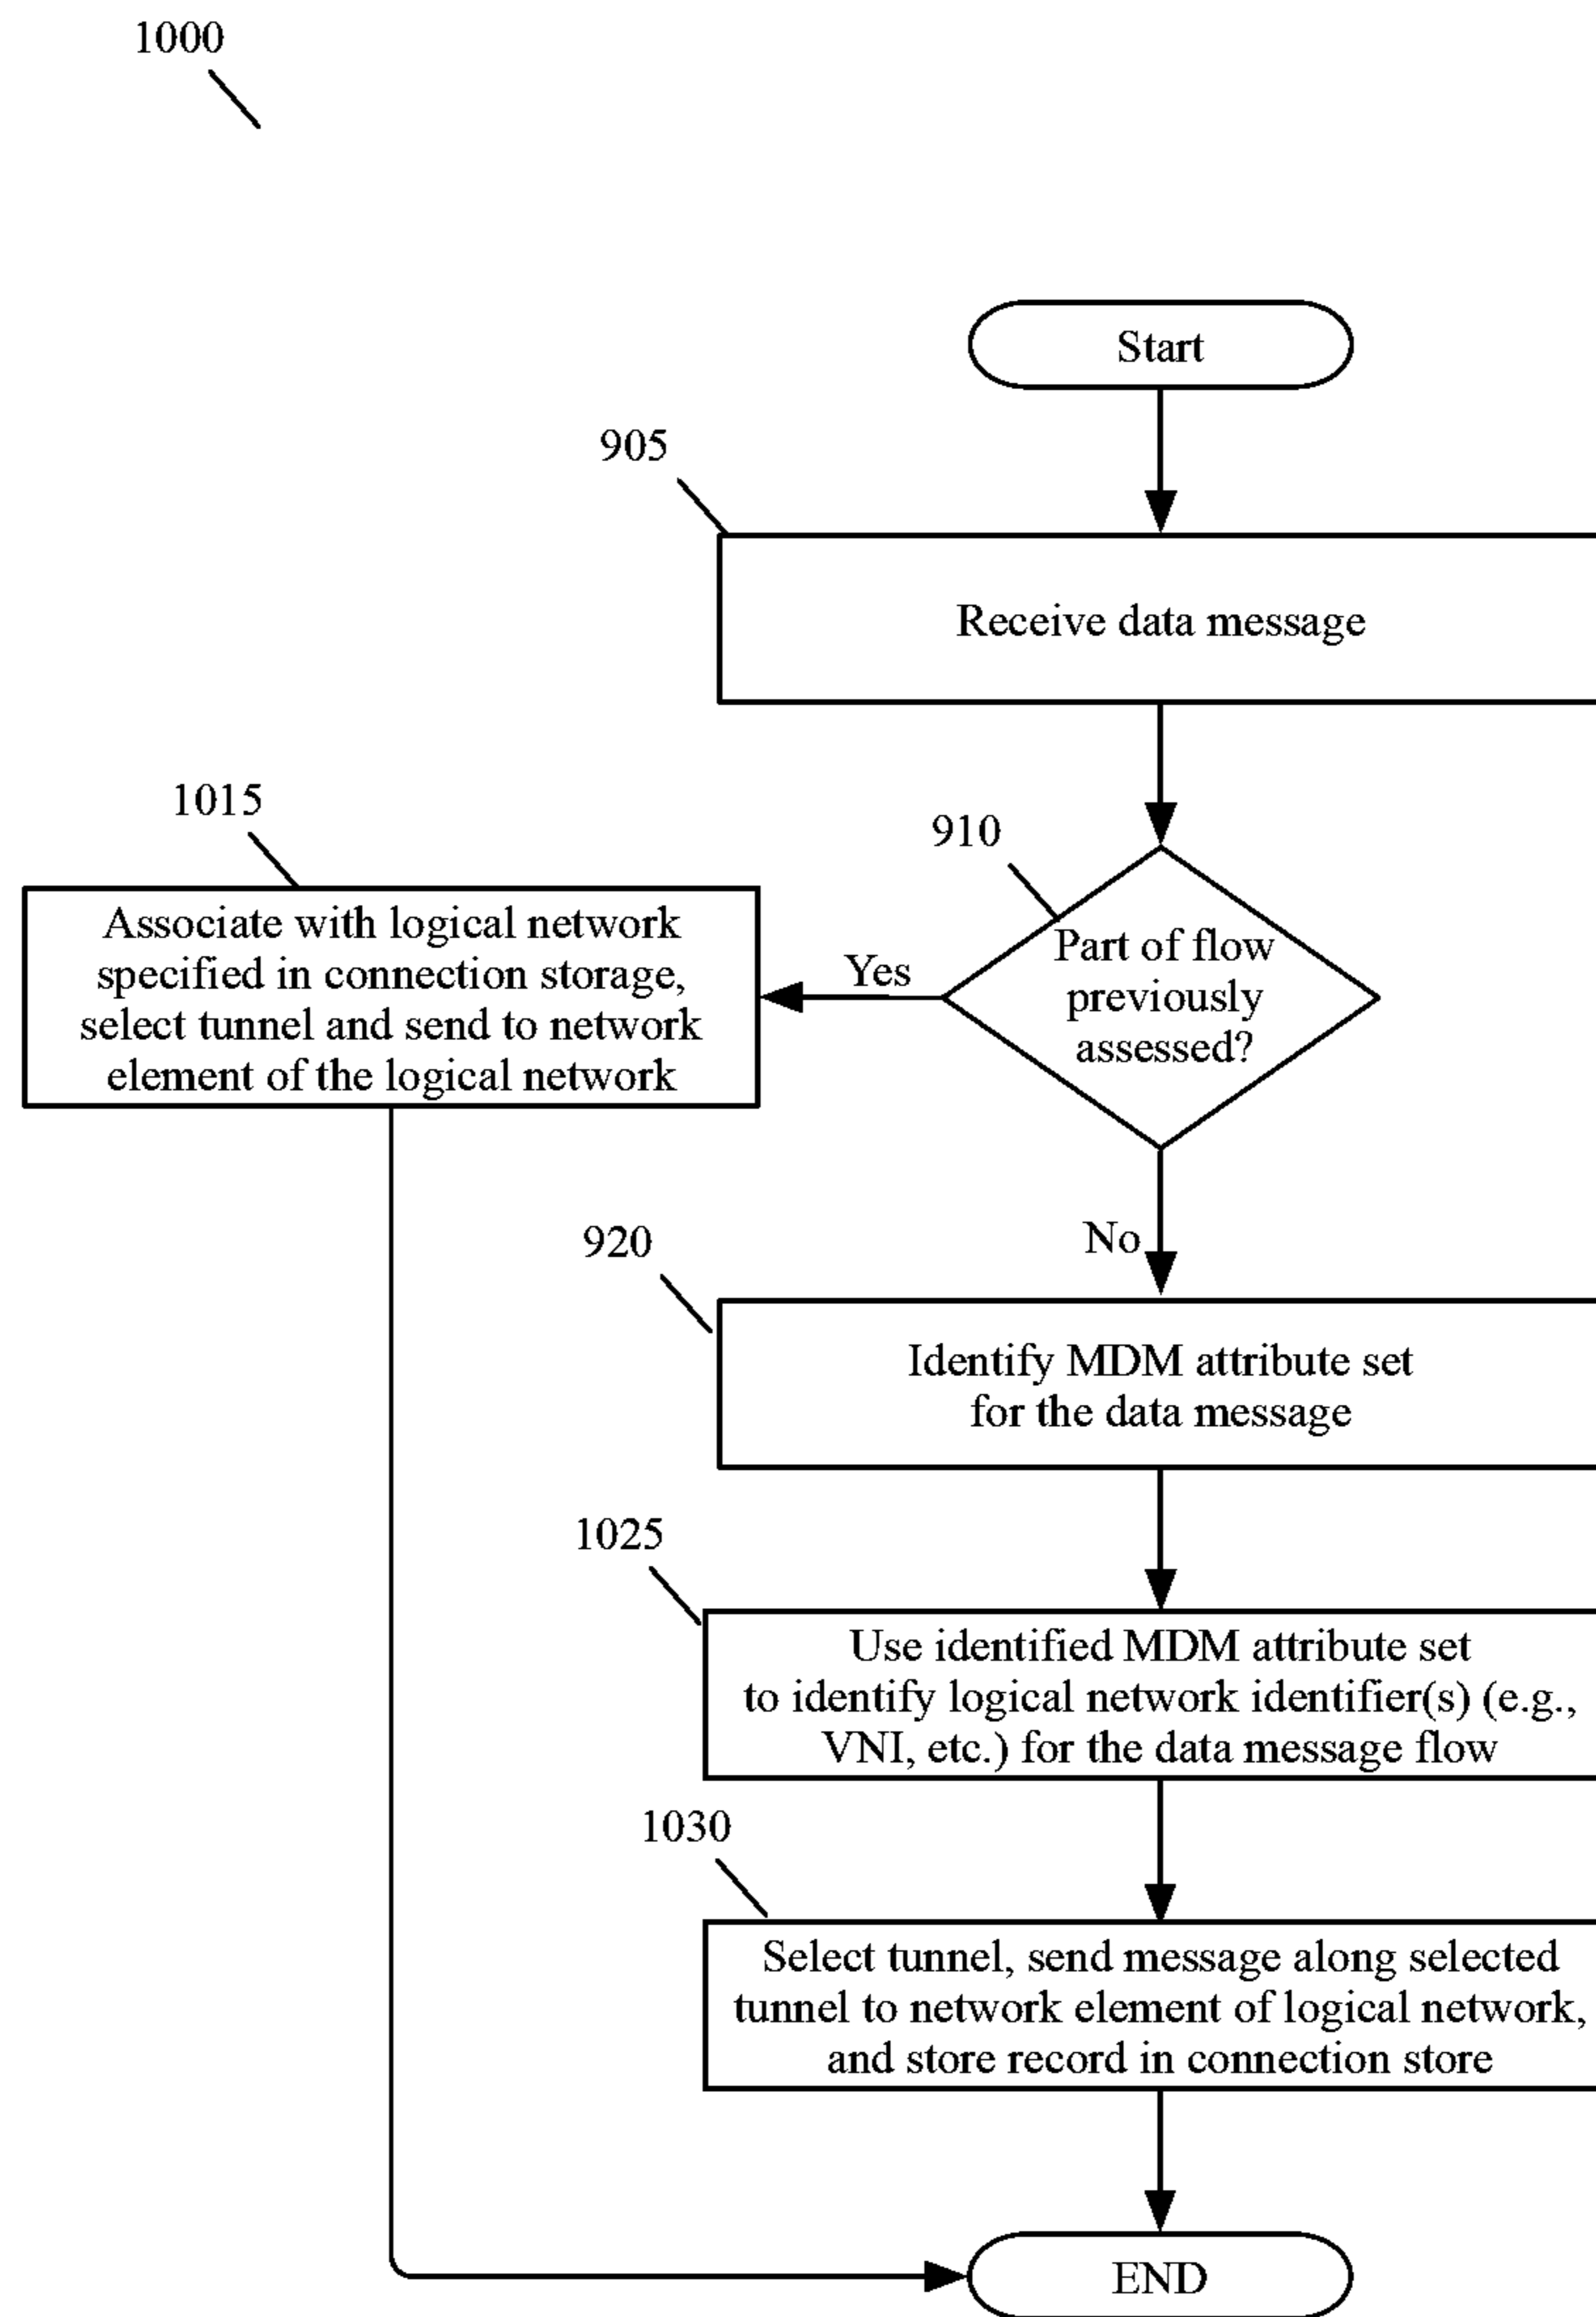 1000
Start
905
Receive data message
1015
910
Associate with logical network
specified in connection storage,
select tunnel and send to network
element of the logical network
Yes
Part of flow
previously
assessed?
No
920
Identify MDM attribute set
for the data message
1025
Use identified MDM attribute set
to identify logical network identifier(s) (e.g.,
VNI, etc.) for the data message flow
1030
Select tunnel, send message along selected
tunnel to network element of logical network,
and store record in connection store
END